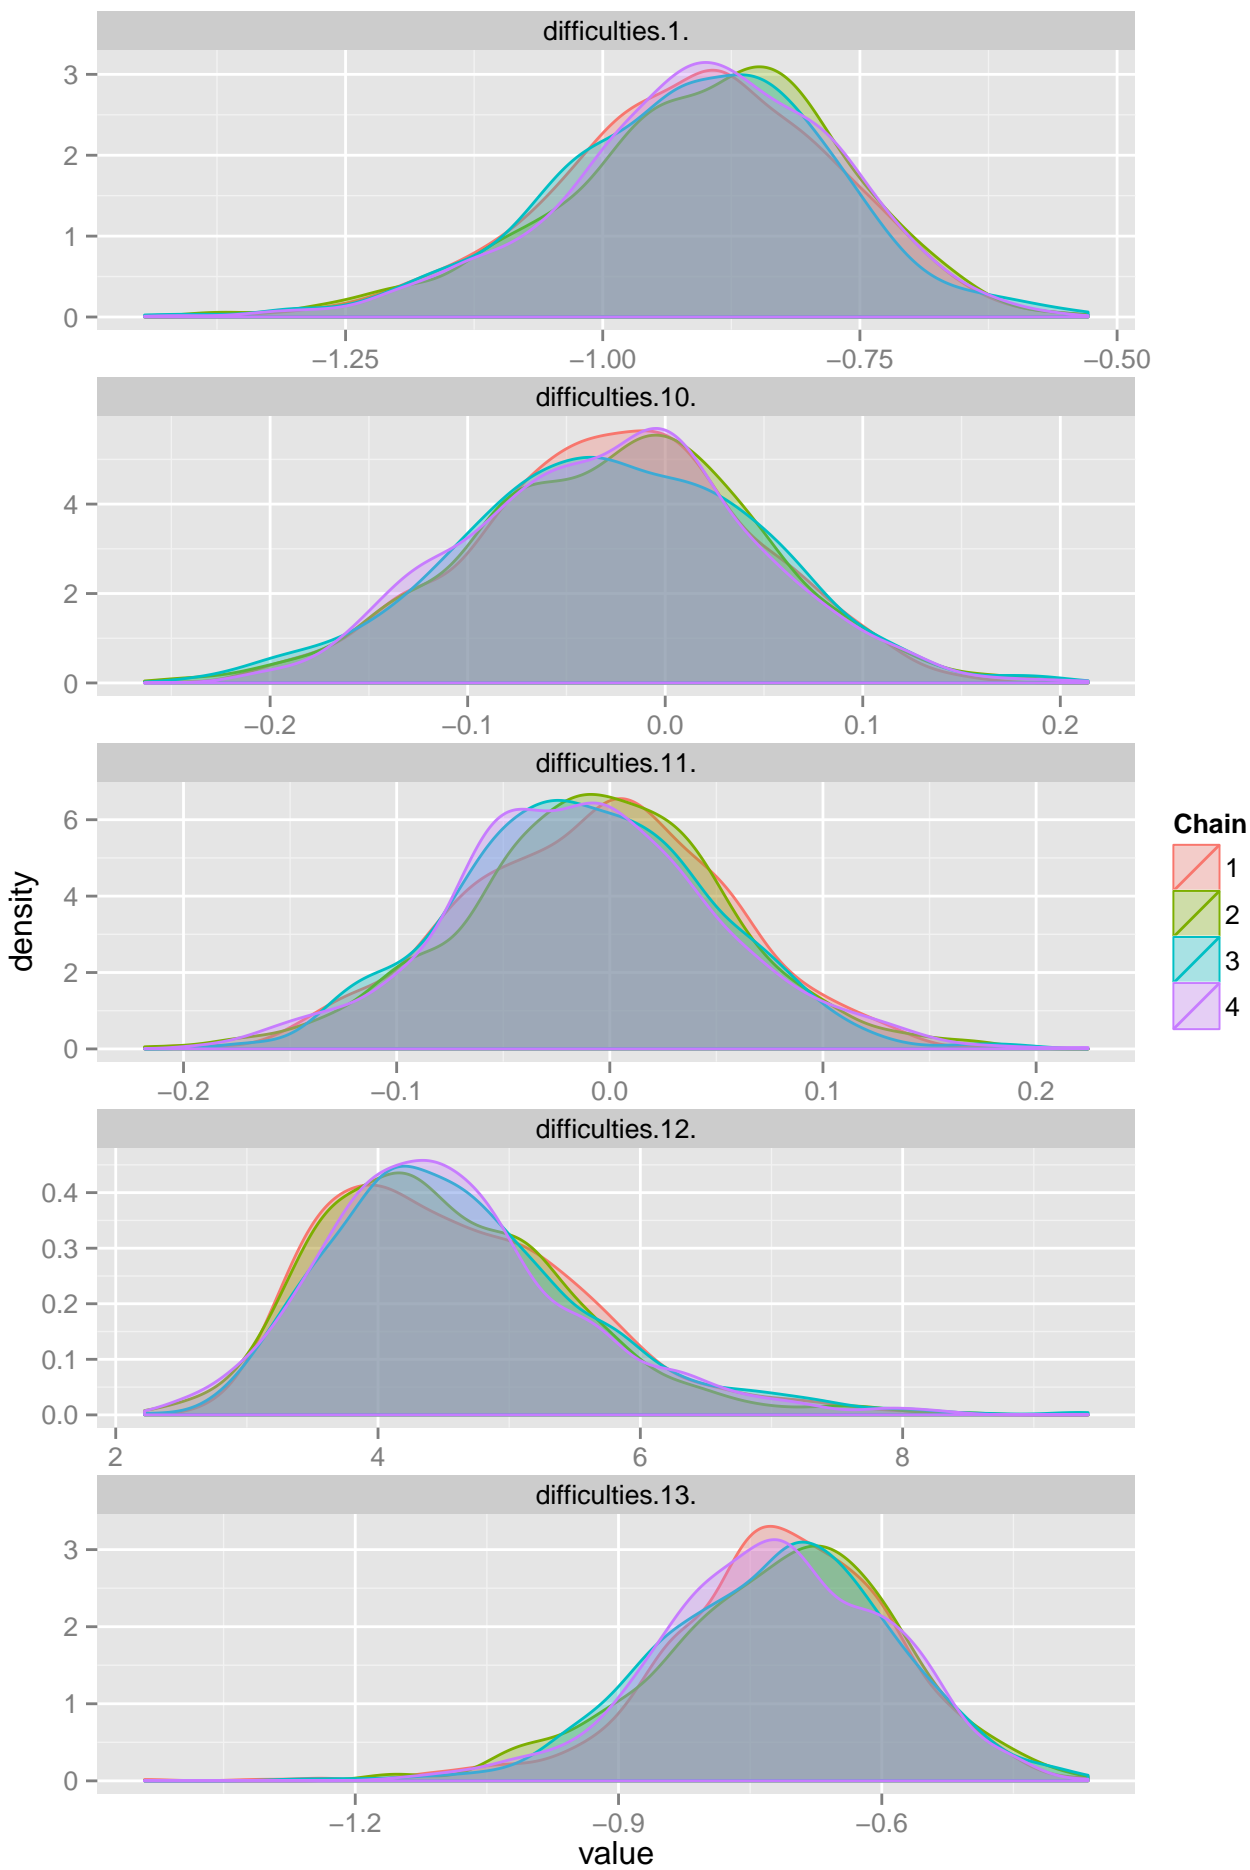 difficulties.1.
3
2
1
0
−1.25 −1.00 −0.75 −0.50
difficulties.10.
4
2
0
−0.2 −0.1 0.0 0.1 0.2
difficulties.11.
6
4
2
0
−0.2 −0.1 0.0 0.1 0.2
difficulties.12.
0.4
0.3
0.2
0.1
0.0
2 4 6 8
difficulties.13.
3
2
1
0
−1.2 −0.9 −0.6
value
density
Chain
1
2
3
4